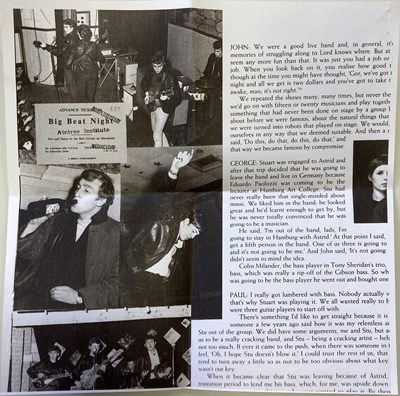 ADVANCE TICKET
Big Beat Night
Aintree Institute
WEDNESDAY
JOHN: We were a good live band and, in general, it's
memories of struggling along to Lord knows where. But at
seem any more fun than that. It was just you had a job or
job. When you look back on it, you realise how good t
though at the time you might have thought, 'Gor, we've got t
night and all we get is two dollars and you've got to take t
awake, man, it's not right.'
We repeated the shows many, many times, but never the
we'd go on with fifteen or twenty musicians and play togeth
something that had never been done on stage by a group
about before we were famous, about the natural things that
we were turned into robots that played on stage. We would
ourselves in any way that we deemed suitable. And then a
said, 'Do this, do that, do this, do that,' and
that way we became famous by compromise.
GEORGE: Stuart was engaged to Astrid and
after that trip decided that he was going to
leave the band and live in Germany because
Eduardo Paolozzi was coming to be the
lecturer at Hamburg Art College. Stu had
never really been that single-minded about
music. We liked him in the band; he looked
great and he'd learnt enough to get by, but
he was never totally convinced that he was
going to be a musician.
He said, 'I'm out of the band, lads, I'm
going to stay in Hamburg with Astrid.' At that point I said,
get a fifth person in the band. One of us three is going to
and it's not going to be me.' And John said, 'It's not going
didn't seem to mind the idea.
Colin Milander, the bass player in Tony Sheridan's trio,
bass, which was really a rip-off of the Gibson bass. So wh
was going to be the bass player he went out and bought one
PAUL: I really got lumbered with bass. Nobody actually
that's why Stuart was playing it. We all wanted to
were three guitar players to start off with.
There's something I'd like to get straight because it is
someone a few years ago said how it was my relentless
Stu out of the group. We did have some arguments, me and Stu, but a
us to be a really great band, and Stu – being a cracking artist – he
not too much. If ever it came to the push, when there was someone in t
feel, 'Oh, I hope Stu doesn't blow it.' I could trust the rest of us, that
tend to turn away a little so as not to be too obvious about what key
wasn't our key.
When it became clear that Stu was leaving because of Astrid,
transition period to lend me his bass, which, for me, was upside down